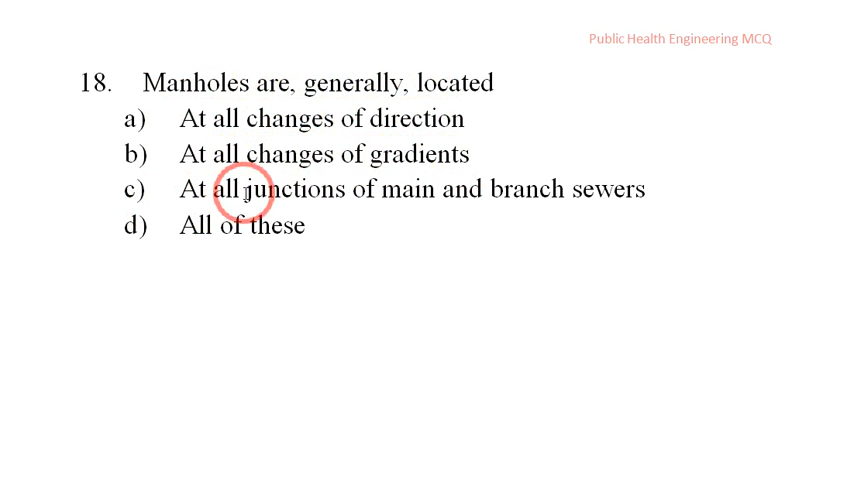 Public Health Engineering MCQ
18. Manholes are, generally, located
a) At all changes of direction
b) At all changes of gradients
c) At all junctions of main and branch sewers
d) All of these